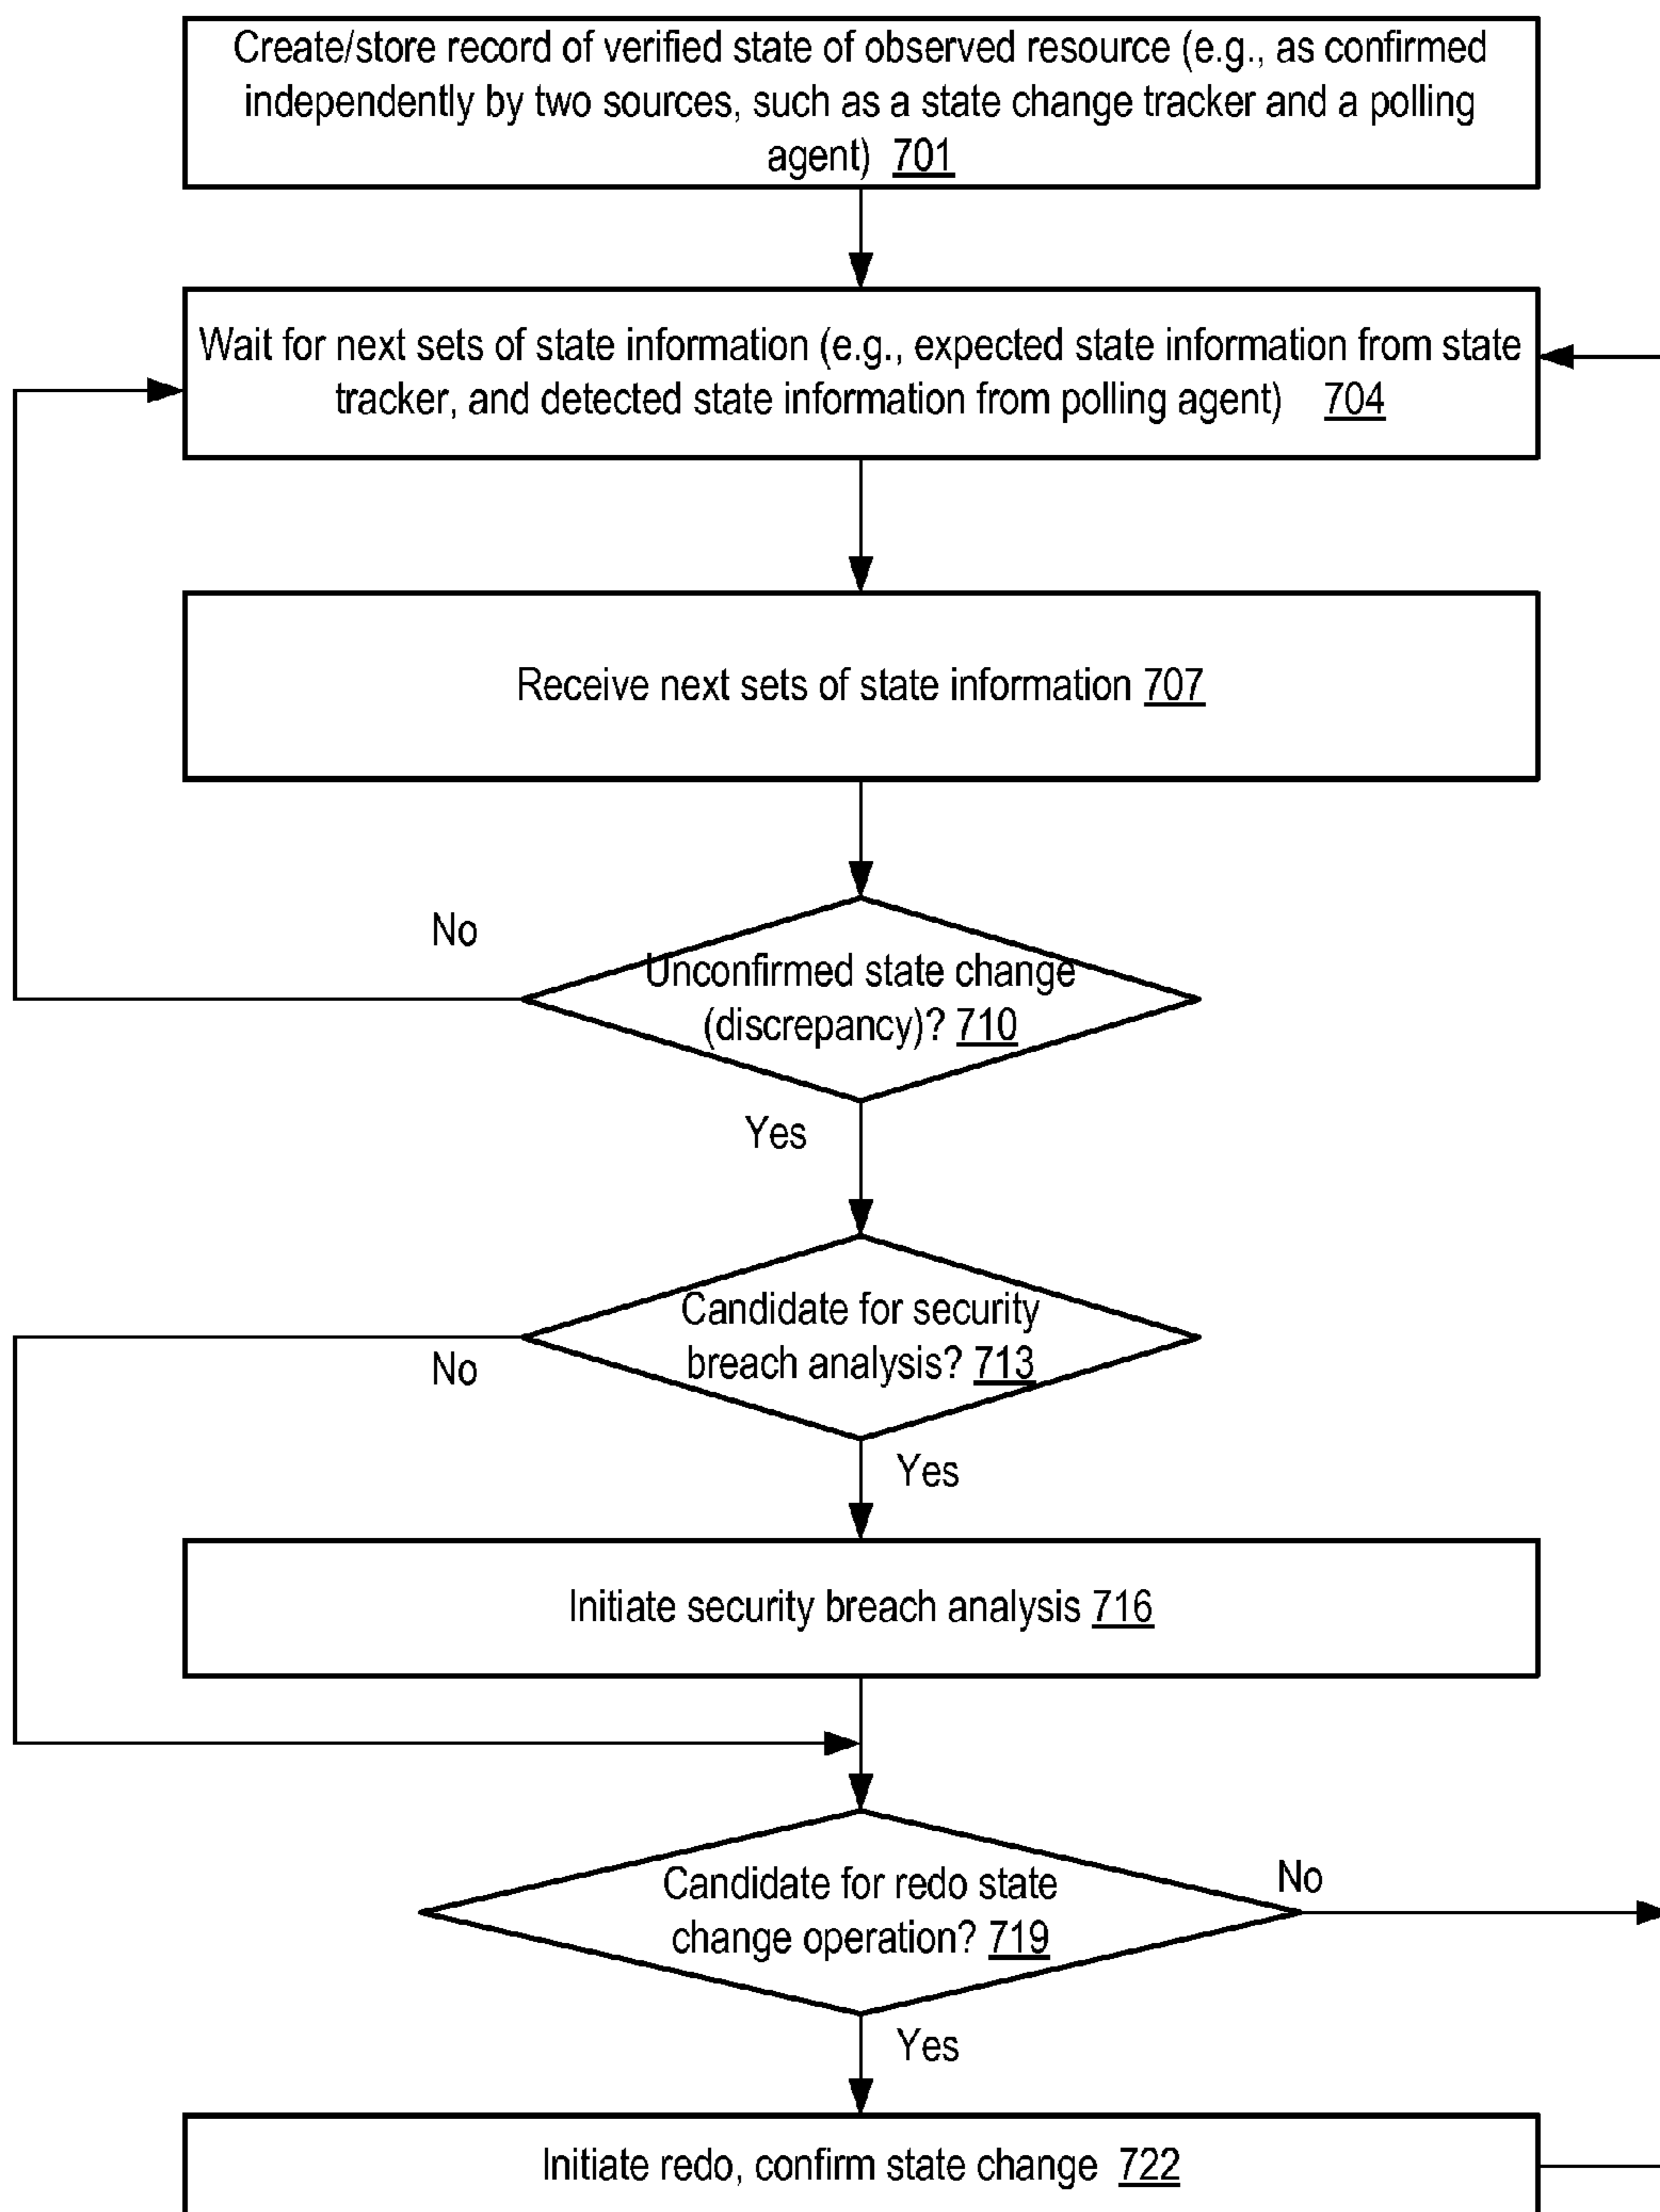 Create/store record of verified state of observed resource (e.g., as confirmed
independently by two sources, such as a state change tracker and a polling
agent) 701
Wait for next sets of state information (e.g., expected state information from state
tracker, and detected state information from polling agent) 704
Receive next sets of state information 707
No
Unconfirmed state change
(discrepancy)? 710
Yes
Candidate for security
breach analysis? 713
No
Yes
Initiate security breach analysis 716
No
Candidate for redo state
change operation? 719
Yes
Initiate redo, confirm state change 722